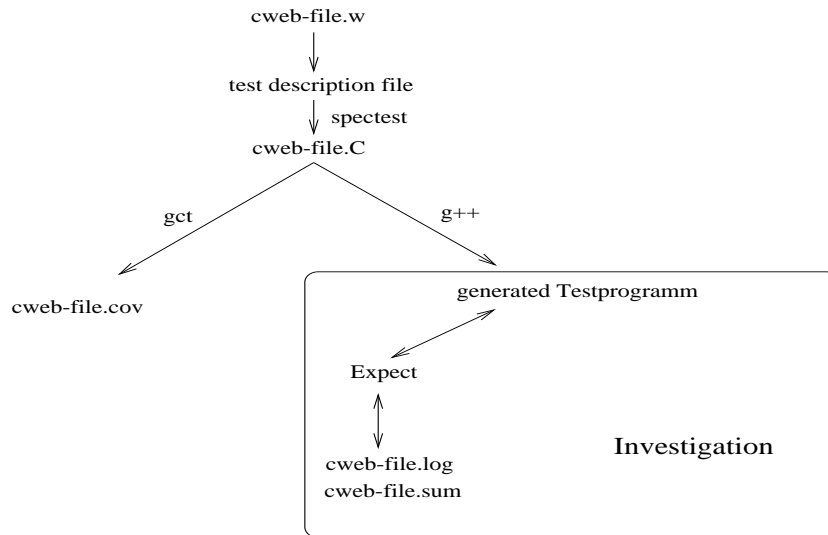 cweb-file.w
test description file
spectest
cweb-file.C
gct
g++
cweb-file.cov
generated Testprogramm
Expect
Investigation
cweb-file.log
cweb-file.sum